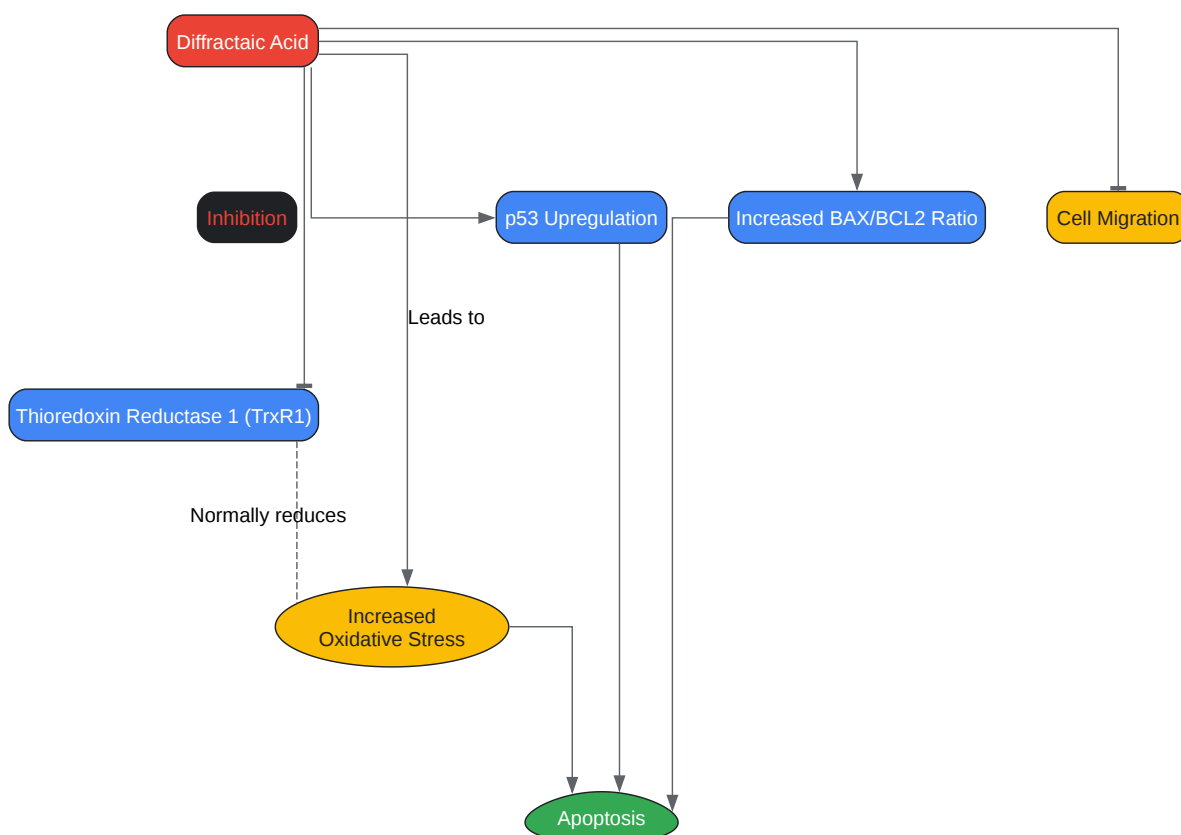 Diffractaic Acid
Inhibition
p53 Upregulation
Increased BAX/BCL2 Ratio
Cell Migration
Leads to
Thioredoxin Reductase 1 (TrxR1)
Normally reduces
Increased
Oxidative Stress
Apoptosis